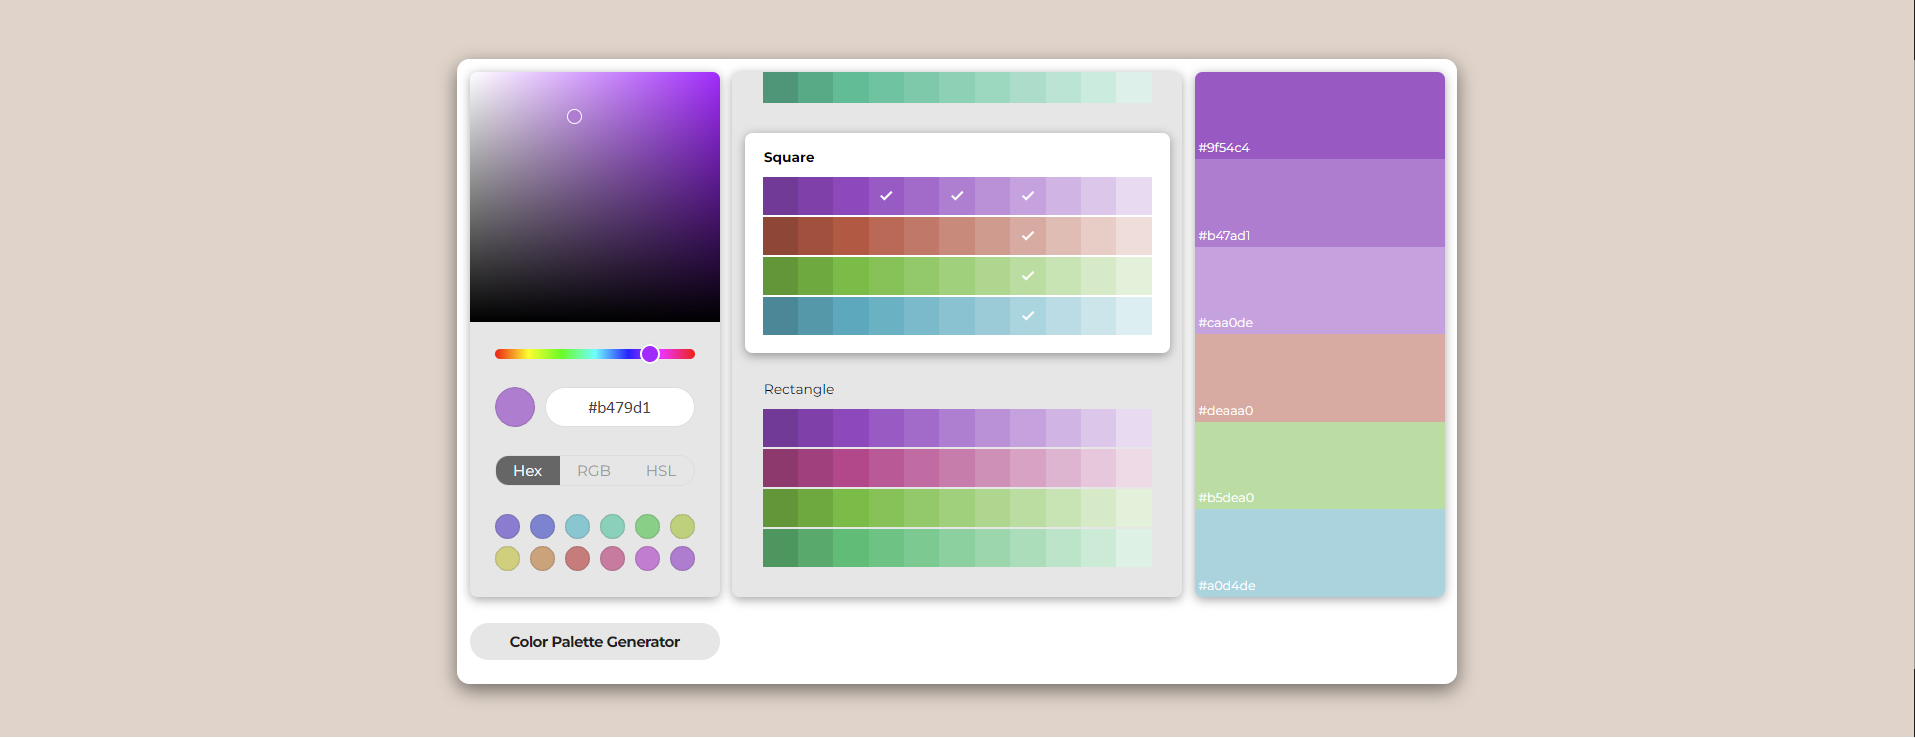 Square
Rectangle
#b479d1
Hex RGB HSL
Color Palette Generator
#9f54c4
#b47ad1
#caa0de
#deaaa0
#b5dea0
#a0d4de